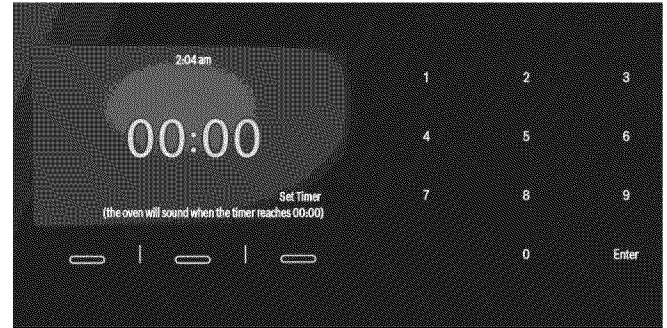 2:04 am
00:00
Set Timer
(the oven will sound when the timer reaches 00:00)
1 2 3
4 5 6
7 8 9
0 Enter